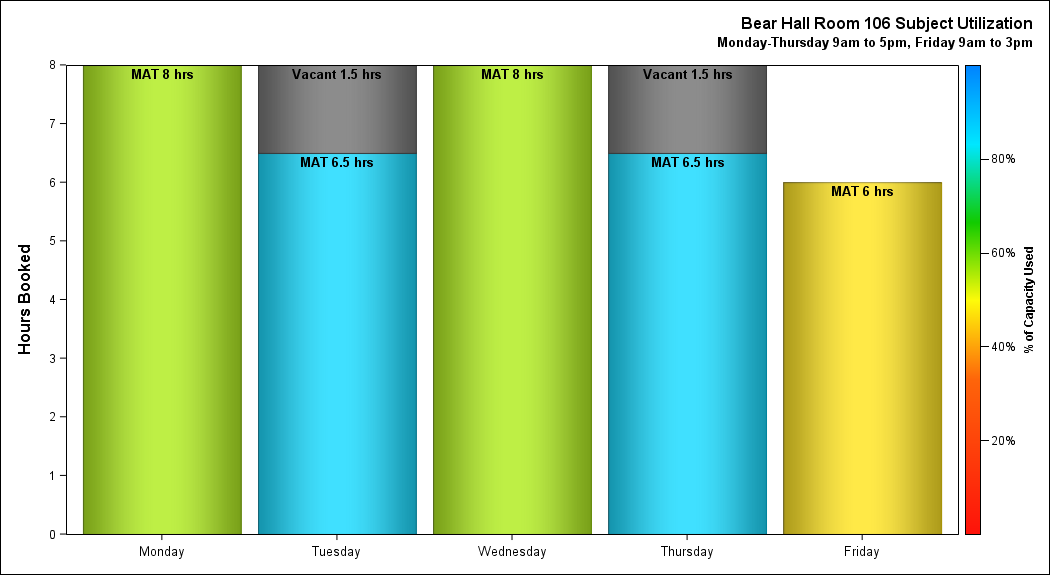 Bear Hall Room 106 Subject Utilization
Monday-Thursday 9am to 5pm, Friday 9am to 3pm
Hours Booked
8
7
6
5
4
3
2
1
0
MAT 8 hrs
Vacant 1.5 hrs
MAT 6.5 hrs
MAT 8 hrs
Vacant 1.5 hrs
MAT 6.5 hrs
MAT 6 hrs
Monday
Tuesday
Wednesday
Thursday
Friday
80%
60%
40%
20%
% of Capacity Used